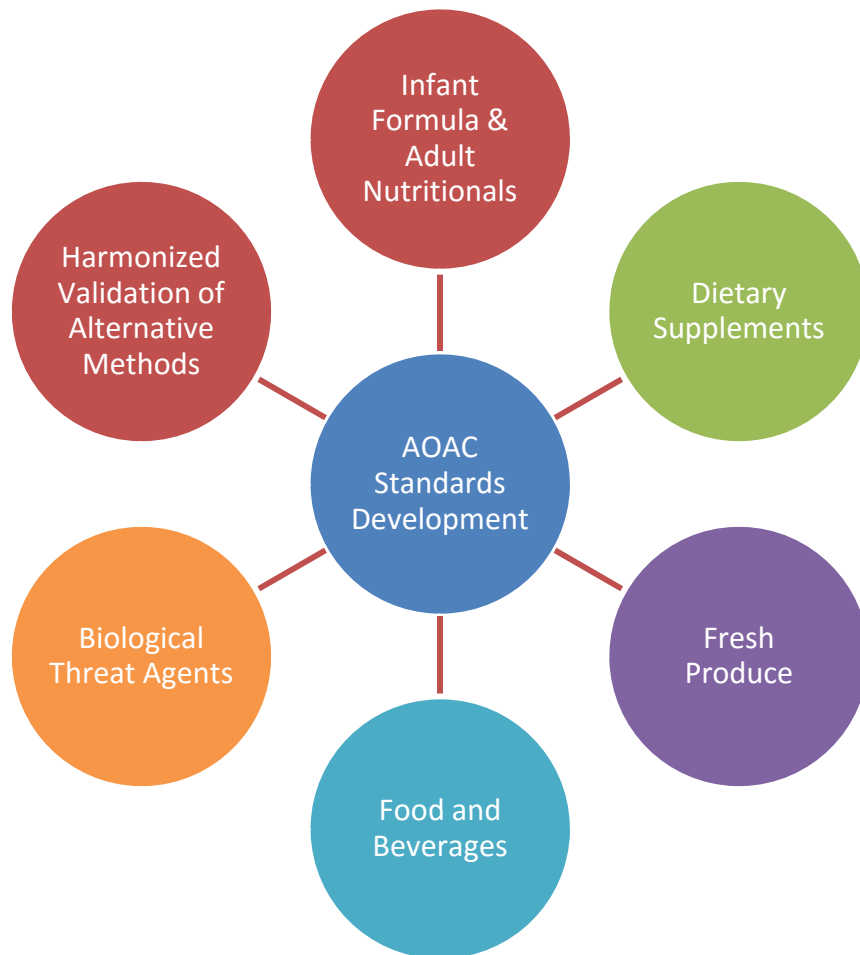 Infant
Formula &
Adult
Nutritionals
Harmonized
Validation of
Alternative
Methods
Dietary
Supplements
AOAC
Standards
Development
Biological
Threat Agents
Fresh
Produce
Food and
Beverages